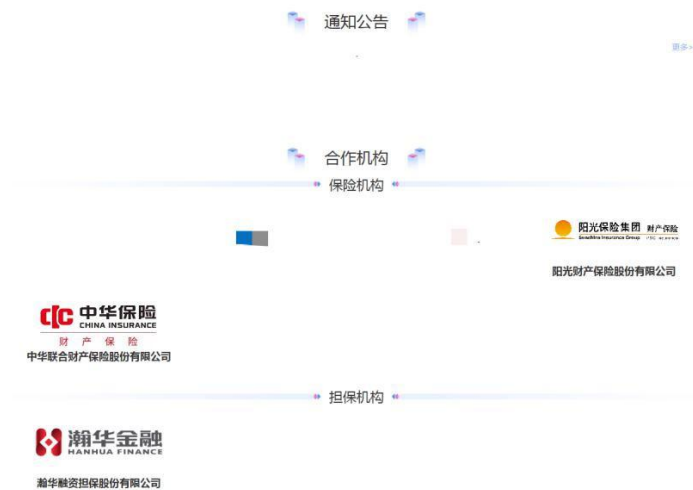 通知公告
更多>
合作机构
保险机构
阳光保险集团 财产保险
Sunshine Insurance Group
阳光财产保险股份有限公司
中华保险
CHINA INSURANCE
财产保险
中华联合财产保险股份有限公司
担保机构
瀚华金融
HANHUA FINANCE
瀚华融资担保股份有限公司